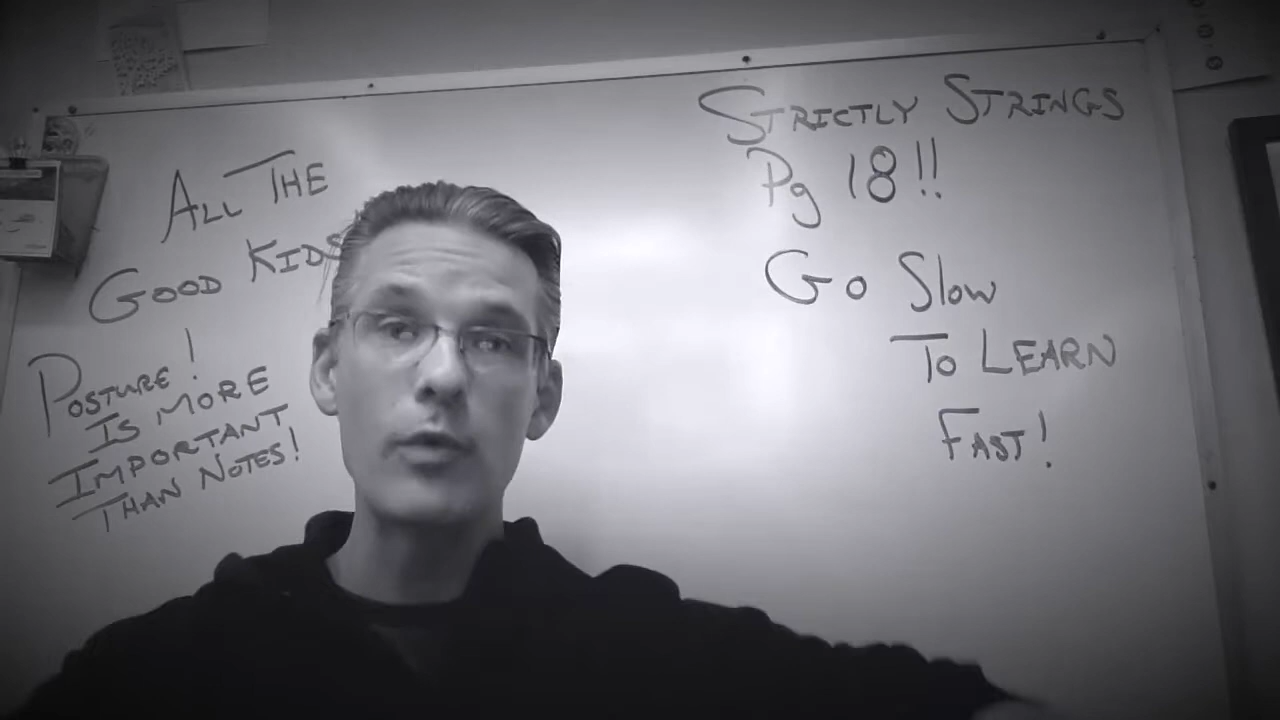 ALL THE
GOOD KIDS
POSTURE!
IS MORE
IMPORTANT
THAN NOTES!
STRICTLY STRINGS
Pg 18!!
GO Slow
TO LEARN
FAST!